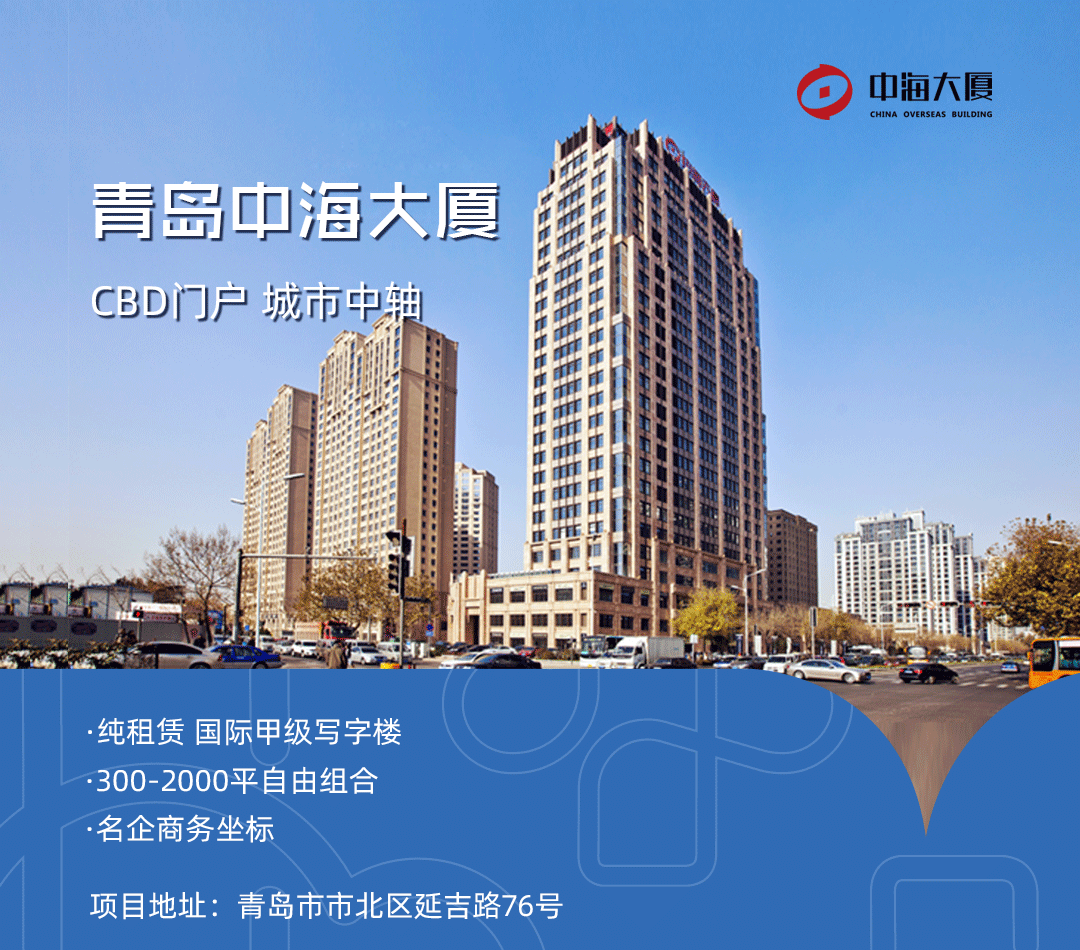 中海大厦
CHINA OVERSEAS BUILDING
青岛中海大厦
CBD门户 城市中轴
·纯租赁 国际甲级写字楼
·300-2000平自由组合
·名企商务坐标
项目地址：青岛市市北区延吉路76号